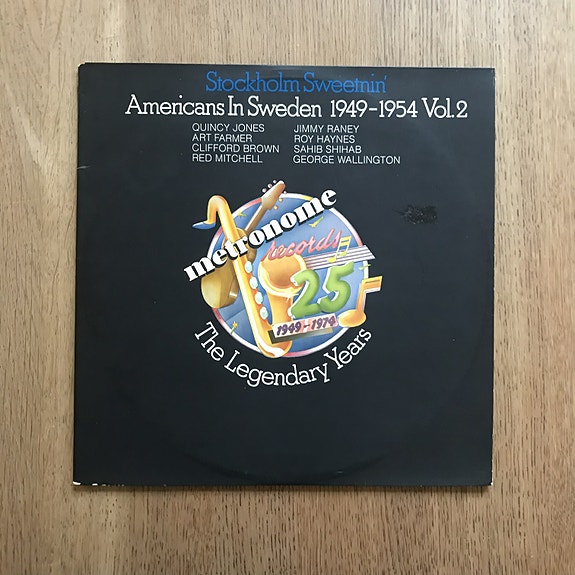 Stockholm Sweetnin'
Americans In Sweden 1949-1954 Vol.2
QUINCY JONES JIMMY RANEY
ART FARMER ROY HAYNES
CLIFFORD BROWN SAHIB SHIHAB
RED MITCHELL GEORGE WALLINGTON
metronome
records
25
1949-1974
The Legendary Years